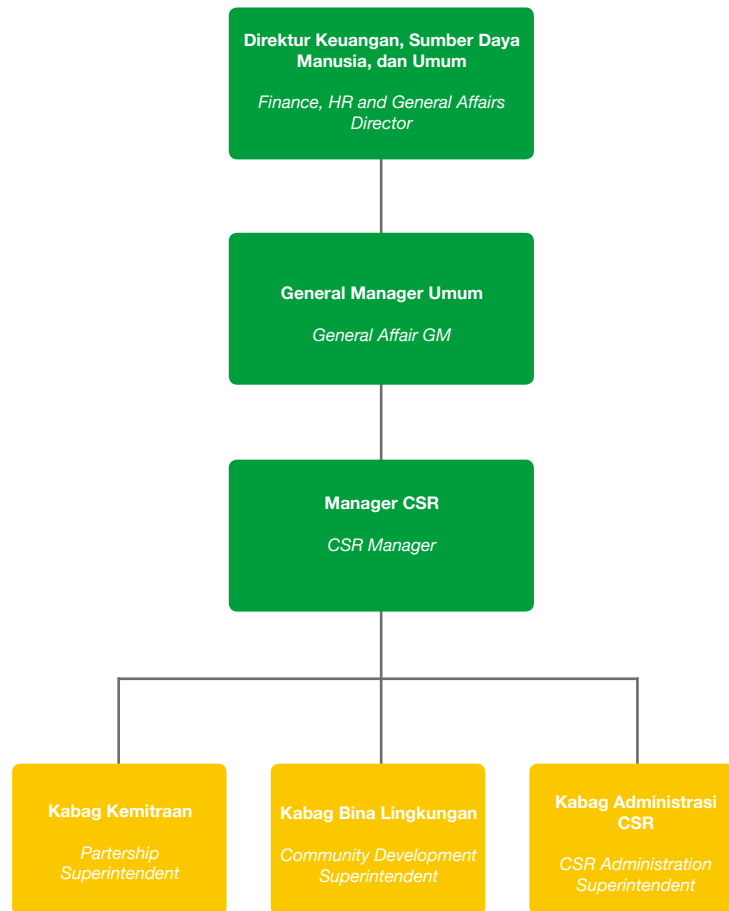 Direktur Keuangan, Sumber Daya
Manusia, dan Umum
Finance, HR and General Affairs
Director
General Manager Umum
General Affair GM
Manager CSR
CSR Manager
Kabag Kemitraan
Partership
Superintendent
Kabag Bina Lingkungan
Community Development
Superintendent
Kabag Administrasi
CSR
CSR Administration
Superintendent